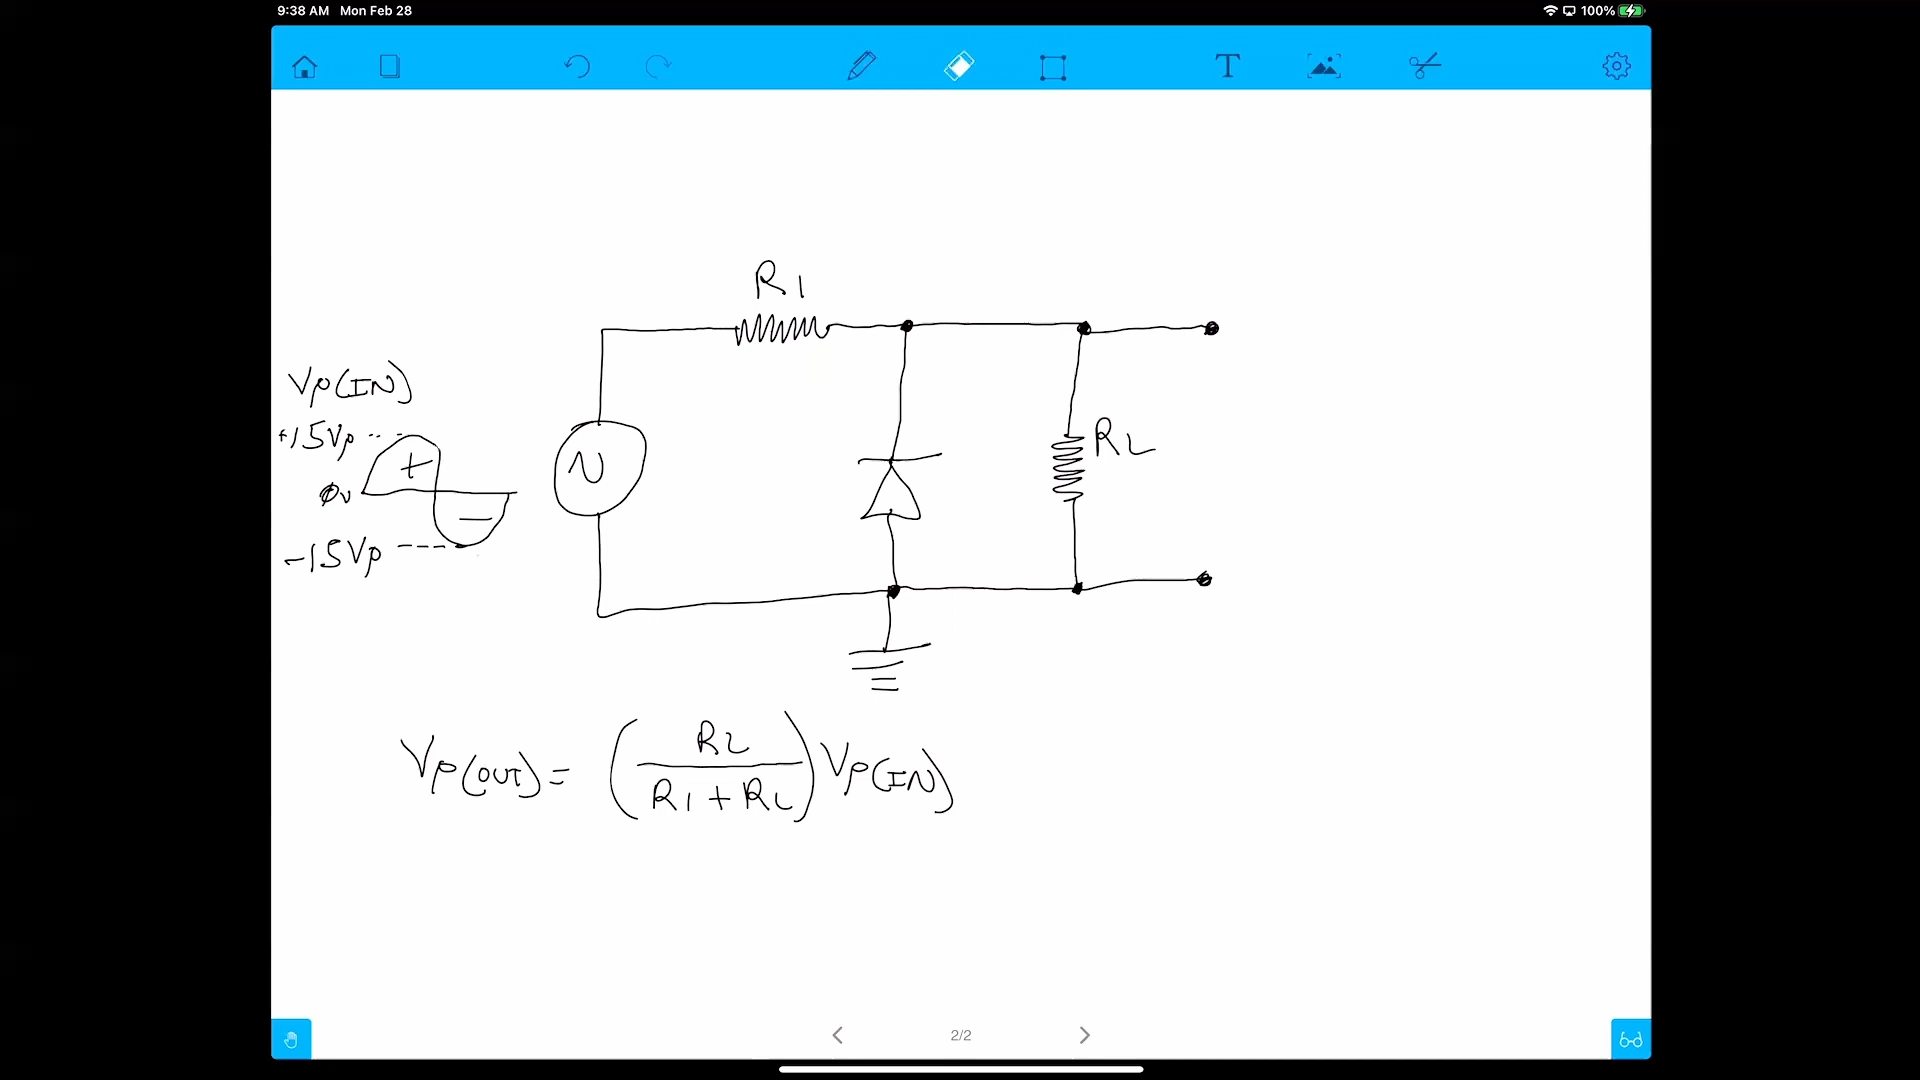 9:38 AM Mon Feb 28
100%
T
R1
Vp(IN)
+15Vp
+
0v
-15Vp
RL
Vp(OUT) = (RL / R1 + RL) Vp(IN)
2/2